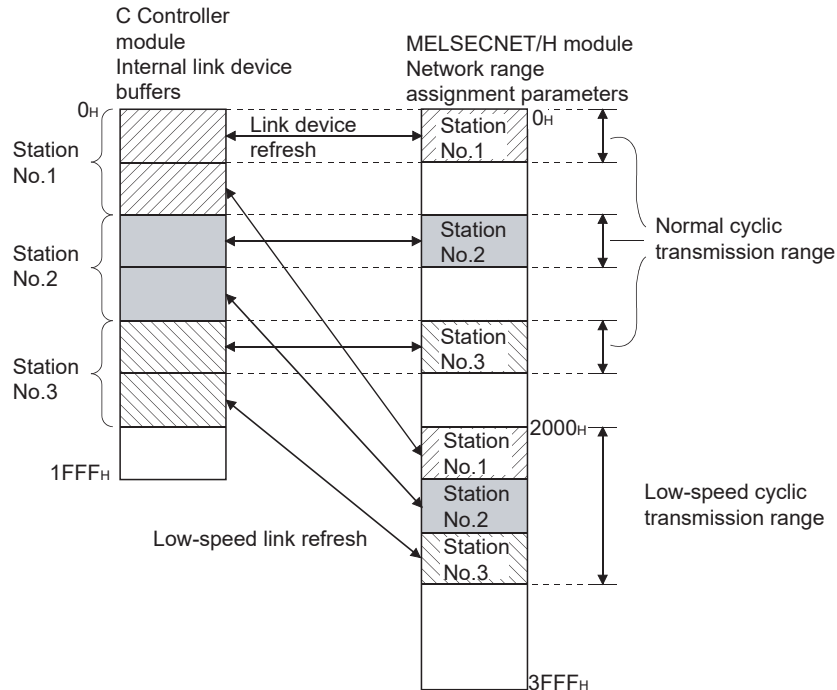 C Controller
module
Internal link device
buffers
MELSECNET/H module
Network range
assignment parameters
0H
Station
No.1
Link device
refresh
Station
No.1
0H
Station
No.2
Station
No.2
Normal cyclic
transmission range
Station
No.3
Station
No.3
2000H
1FFFH
Station
No.1
Station
No.2
Low-speed cyclic
transmission range
Low-speed link refresh
Station
No.3
3FFFH